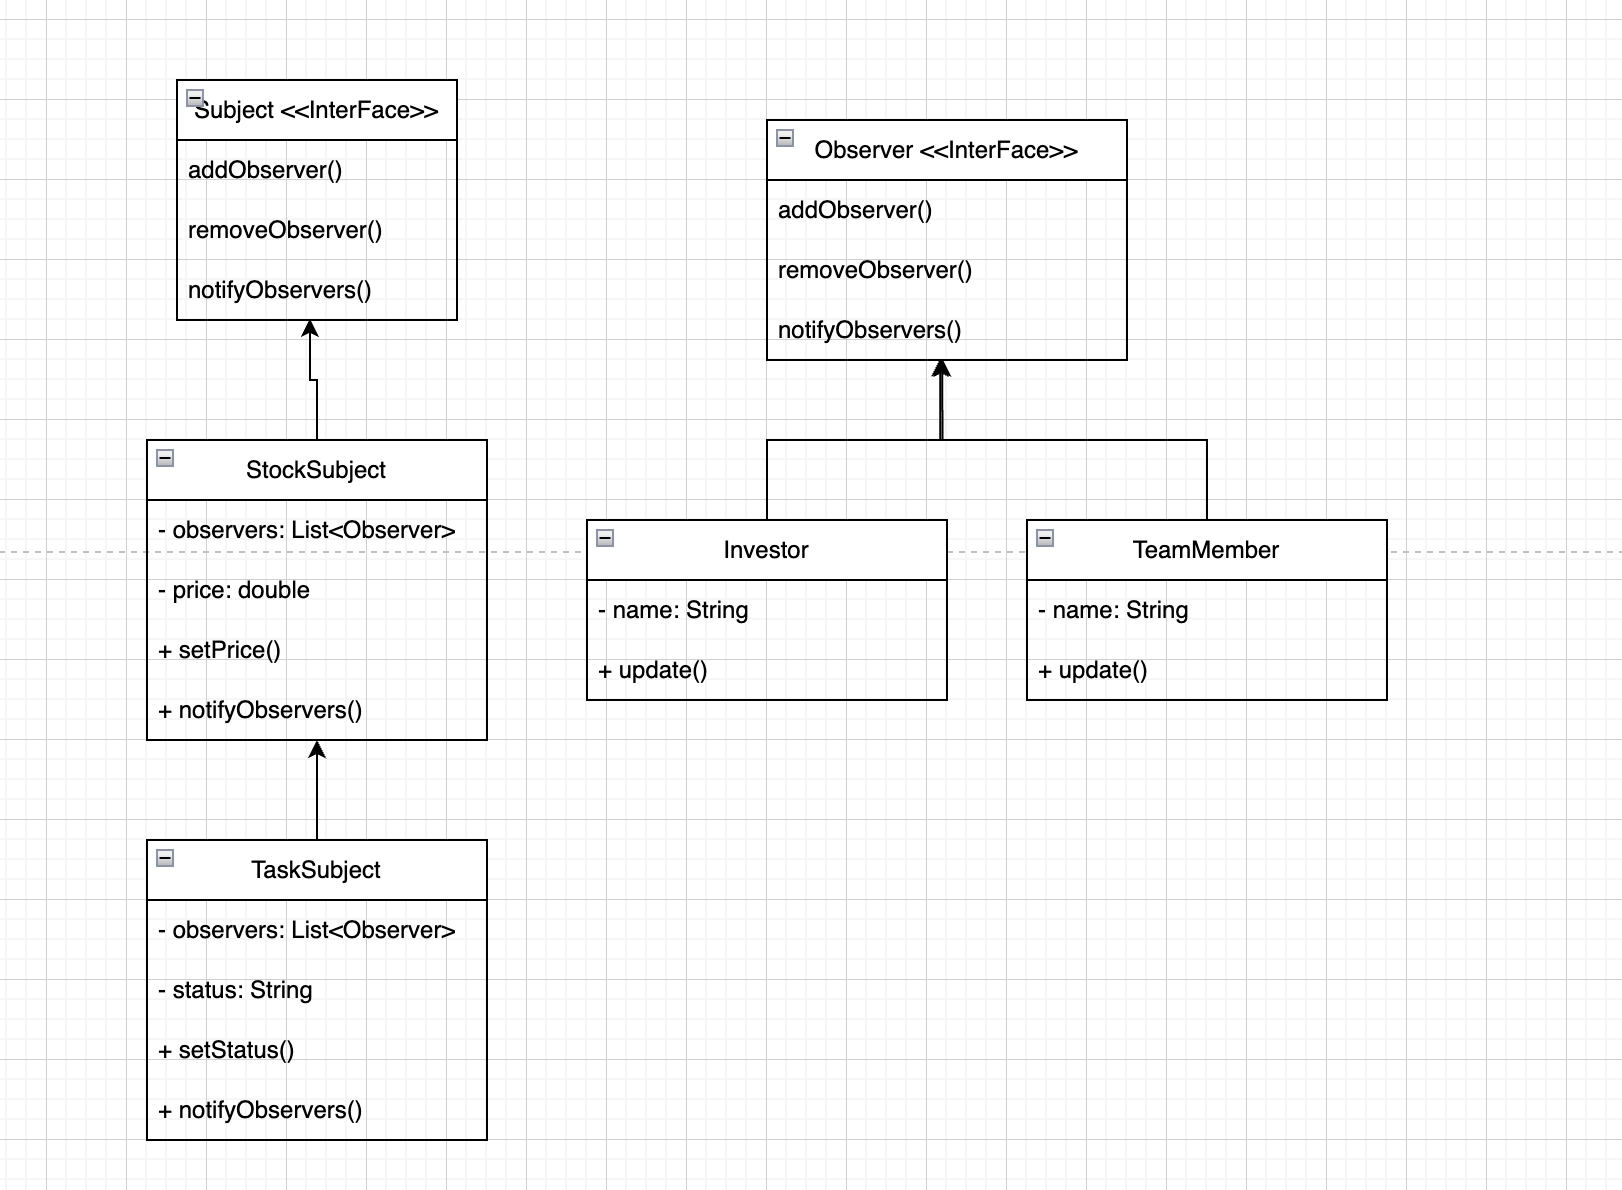 Subject <<InterFace>>
addObserver()
removeObserver()
notifyObservers()
Observer <<InterFace>>
addObserver()
removeObserver()
notifyObservers()
StockSubject
- observers: List<Observer>
- price: double
+ setPrice()
+ notifyObservers()
Investor
- name: String
+ update()
TeamMember
- name: String
+ update()
TaskSubject
- observers: List<Observer>
- status: String
+ setStatus()
+ notifyObservers()